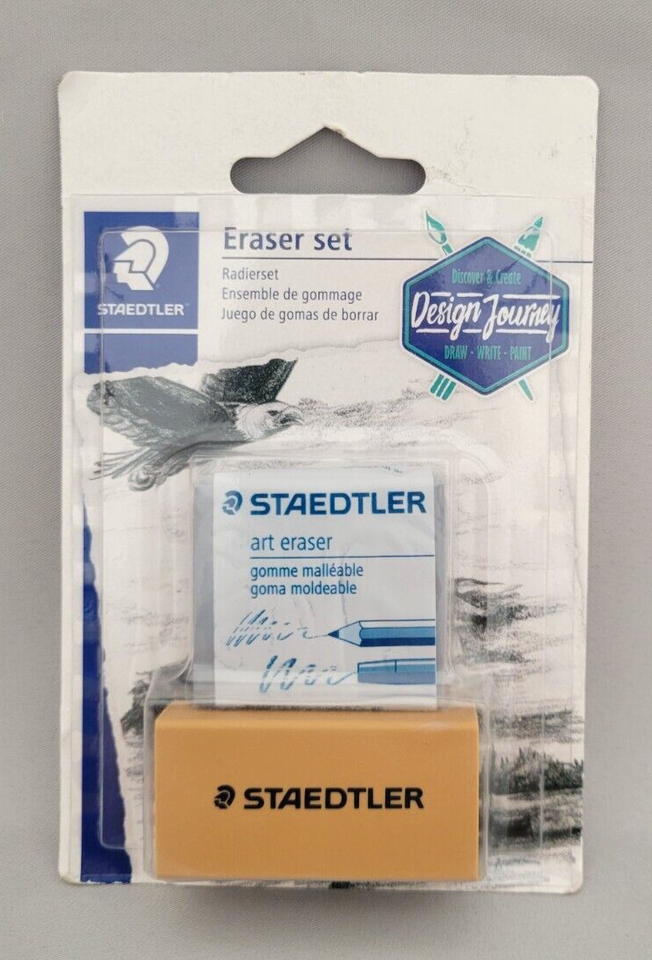 STAEDTLER
Eraser set
Radierset
Ensemble de gommage
Juego de gomas de borrar
Discover & Create
Design Journey
DRAW - WRITE - PAINT
STAEDTLER
art eraser
gomme malléable
goma moldeable
STAEDTLER